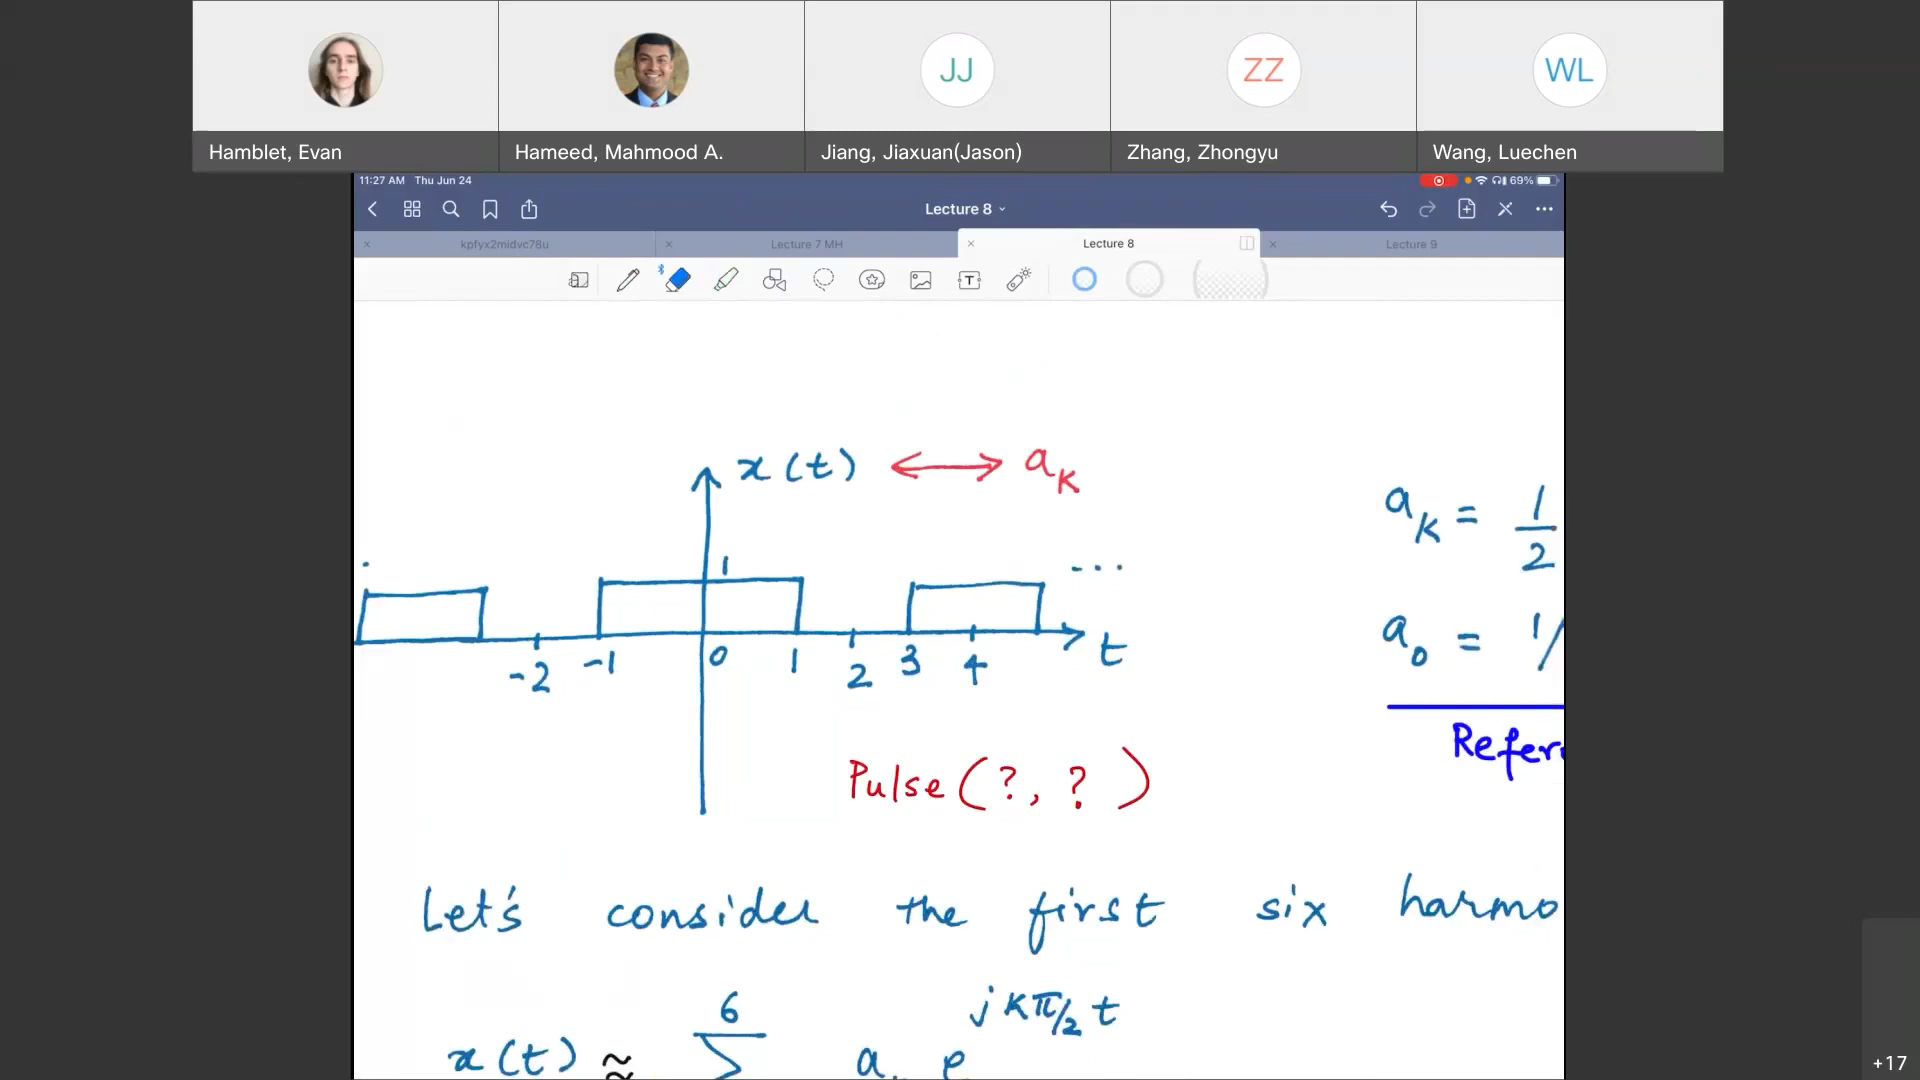 JJ
ZZ
WL
Hamblet, Evan
Hameed, Mahmood A.
Jiang, Jiaxuan(Jason)
Zhang, Zhongyu
Wang, Luechen
11:27 AM Thu Jun 24
69%
Lecture 8
kpfyx2midvc78u
Lecture 7 MH
Lecture 8
Lecture 9
x(t) ↔ a_K
a_K = 1/2
1
...
-2 -1 0 1 2 3 4 t
a_0 = 1/
Pulse(?, ?)
Refer
Let's consider the first six harmo
x(t) ≈ 6 Σ a e^{jKπ/2 t}
+17